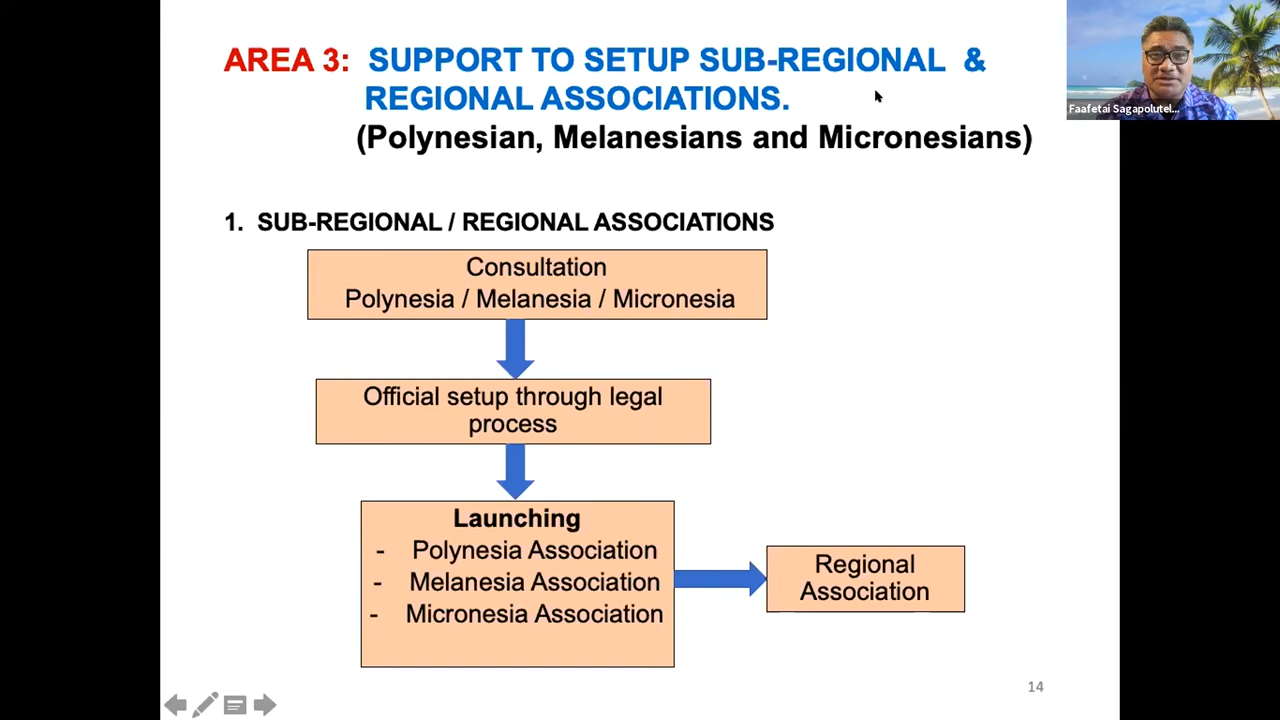 AREA 3: SUPPORT TO SETUP SUB-REGIONAL &
REGIONAL ASSOCIATIONS.
(Polynesian, Melanesians and Micronesians)
Faafetai Sagapolutel...
1. SUB-REGIONAL / REGIONAL ASSOCIATIONS
Consultation
Polynesia / Melanesia / Micronesia
Official setup through legal
process
Launching
- Polynesia Association
- Melanesia Association
- Micronesia Association
Regional
Association
14